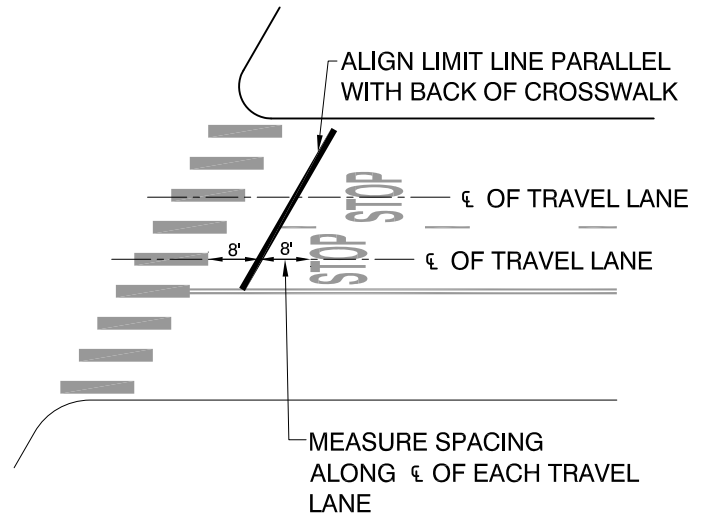 ALIGN LIMIT LINE PARALLEL
WITH BACK OF CROSSWALK
STOP
℄ OF TRAVEL LANE
8'
8'
STOP
℄ OF TRAVEL LANE
MEASURE SPACING
ALONG ℄ OF EACH TRAVEL
LANE